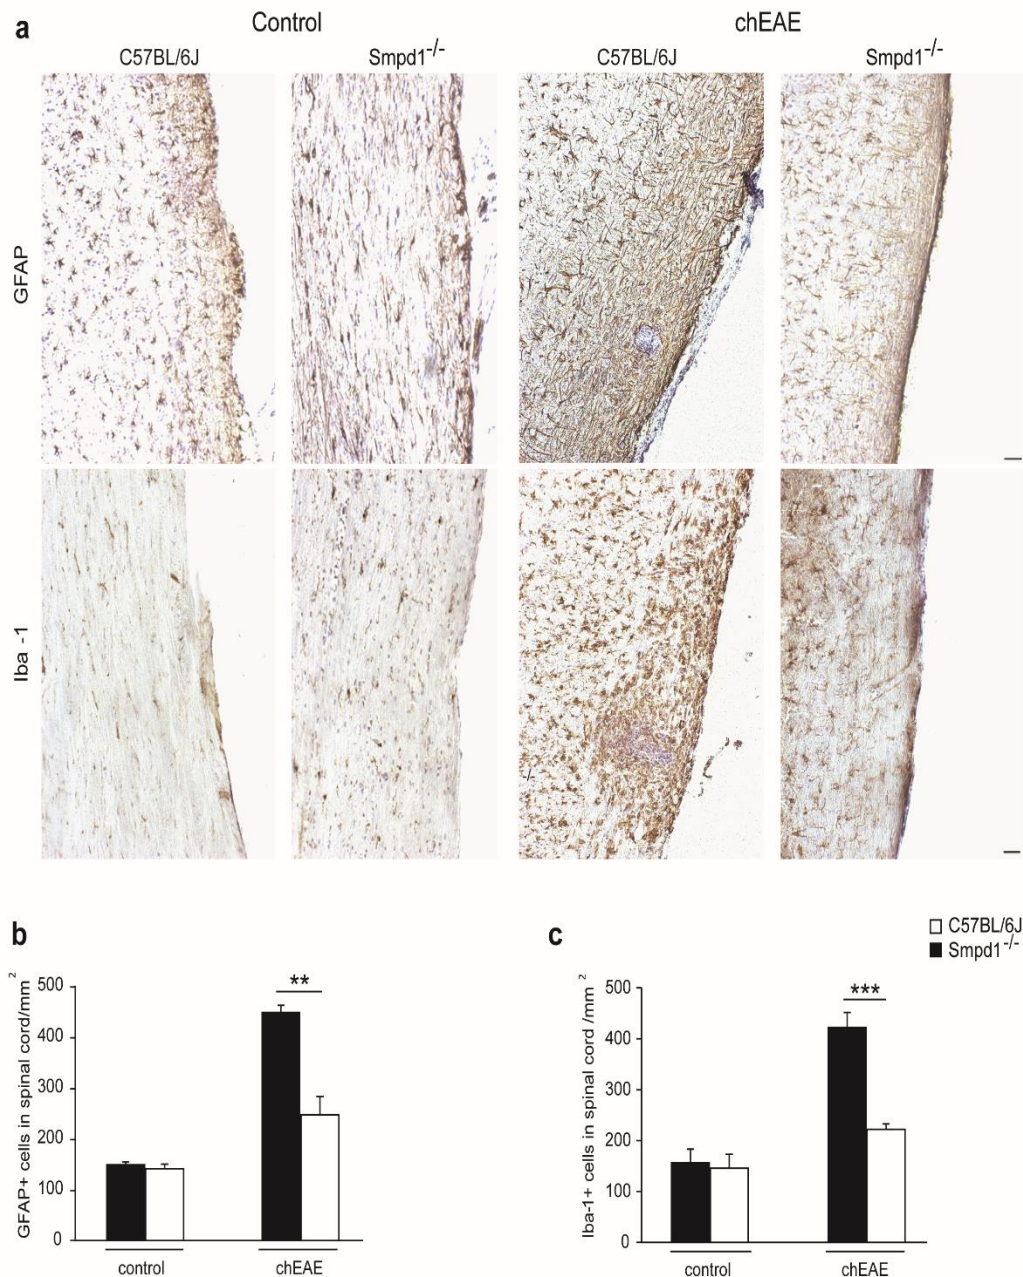 a
Control
chEAE
C57BL/6J
Smpd1-/-
C57BL/6J
Smpd1-/-
GFAP
Iba -1
-/-
b
c
C57BL/6J
Smpd1-/-
GFAP+ cells in spinal cord/mm2
500
400
300
200
100
0
**
control
chEAE
Iba-1+ cells in spinal cord /mm2
500
400
300
200
100
0
***
control
chEAE